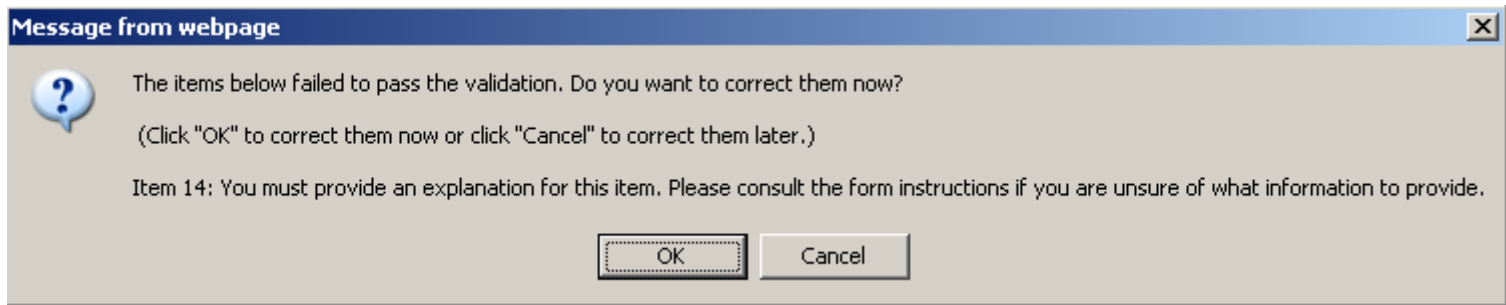 Message from webpage
The items below failed to pass the validation. Do you want to correct them now?
(Click "OK" to correct them now or click "Cancel" to correct them later.)
Item 14: You must provide an explanation for this item. Please consult the form instructions if you are unsure of what information to provide.
OK
Cancel